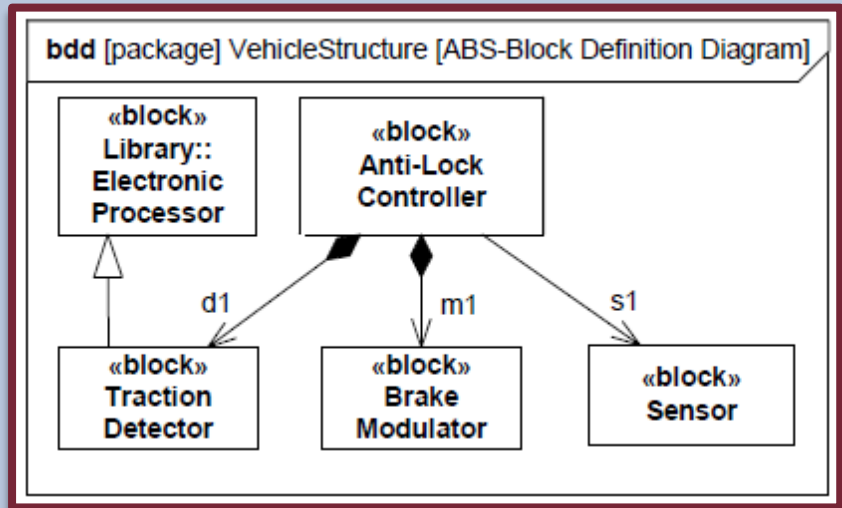 bdd [package] VehicleStructure [ABS-Block Definition Diagram]
«block»
Library::
Electronic
Processor
«block»
Anti-Lock
Controller
d1
m1
s1
«block»
Traction
Detector
«block»
Brake
Modulator
«block»
Sensor